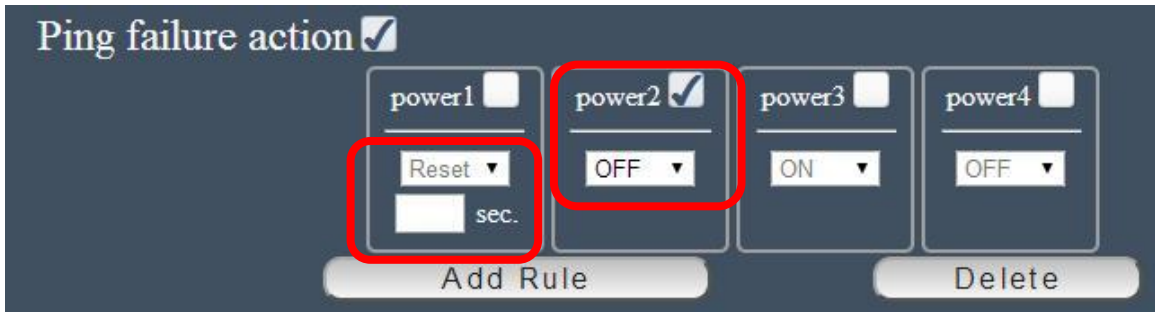 Ping failure action
power1 power2 power3 power4
Reset OFF ON OFF
sec.
Add Rule Delete